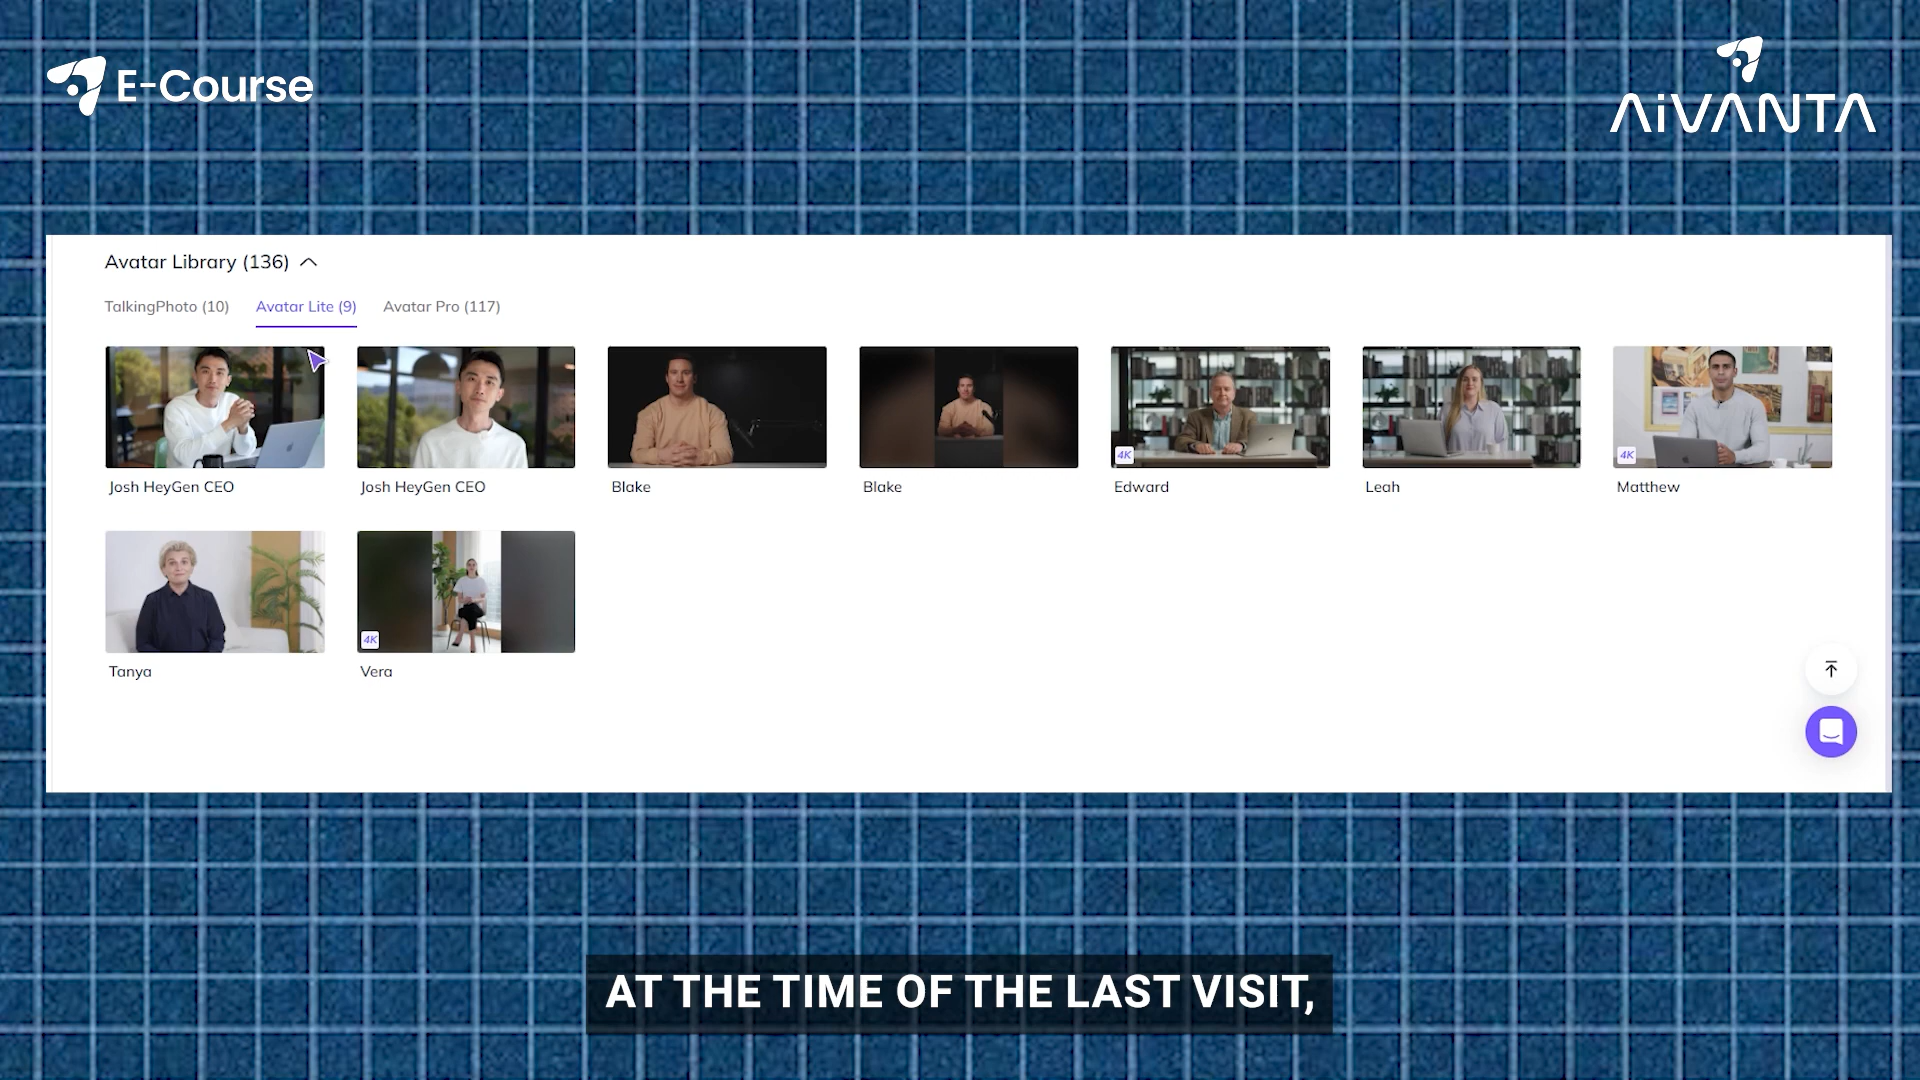 E-Course
AiVANTA
Avatar Library (136)
TalkingPhoto (10) Avatar Lite (9) Avatar Pro (117)
4K 4K
Josh HeyGen CEO Josh HeyGen CEO Blake Blake Edward Leah Matthew
4K
Tanya Vera
AT THE TIME OF THE LAST VISIT,